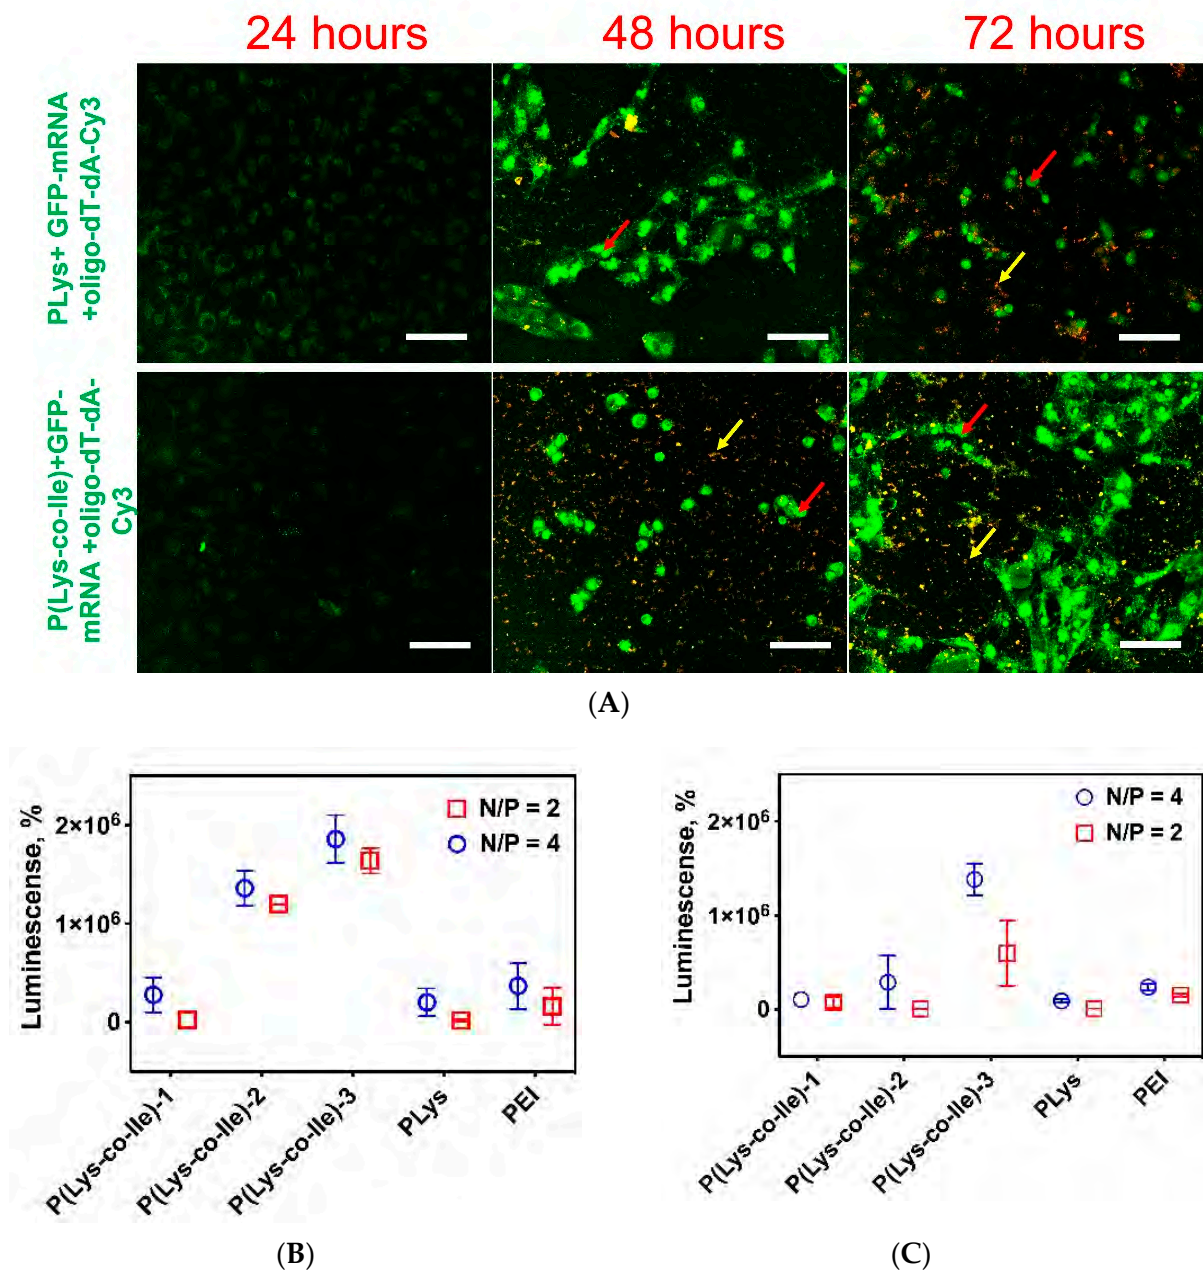 24 hours
48 hours
72 hours
PLys+ GFP-mRNA
+oligo-dT-dA-Cy3
P(Lys-co-Ile)+GFP-
mRNA +oligo-dT-dA-
Cy3
(A)
Luminescense, %
2×10⁶
1×10⁶
0
N/P = 2
N/P = 4
P(Lys-co-Ile)-1
P(Lys-co-Ile)-2
P(Lys-co-Ile)-3
PLys
PEI
(B)
Luminescense, %
2×10⁶
1×10⁶
0
N/P = 4
N/P = 2
P(Lys-co-Ile)-1
P(Lys-co-Ile)-2
P(Lys-co-Ile)-3
PLys
PEI
(C)